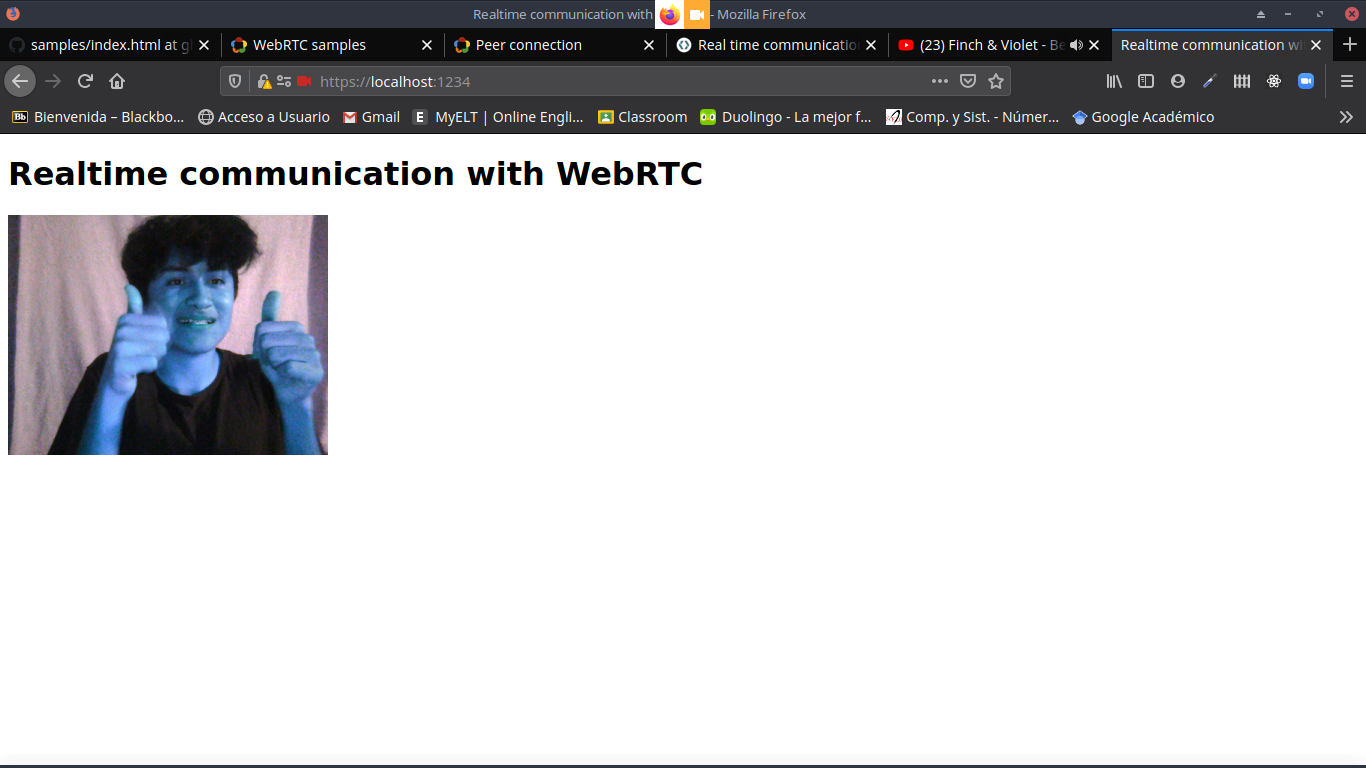 Realtime communication with - Mozilla Firefox
samples/index.html at g
WebRTC samples
Peer connection
Real time communicatio
(23) Finch & Violet - Be
Realtime communication wi
https://localhost:1234
Bb Bienvenida – Blackbo...
Acceso a Usuario
Gmail
E MyELT | Online Engli...
Classroom
Duolingo - La mejor f...
Comp. y Sist. - Númer...
Google Académico
Realtime communication with WebRTC